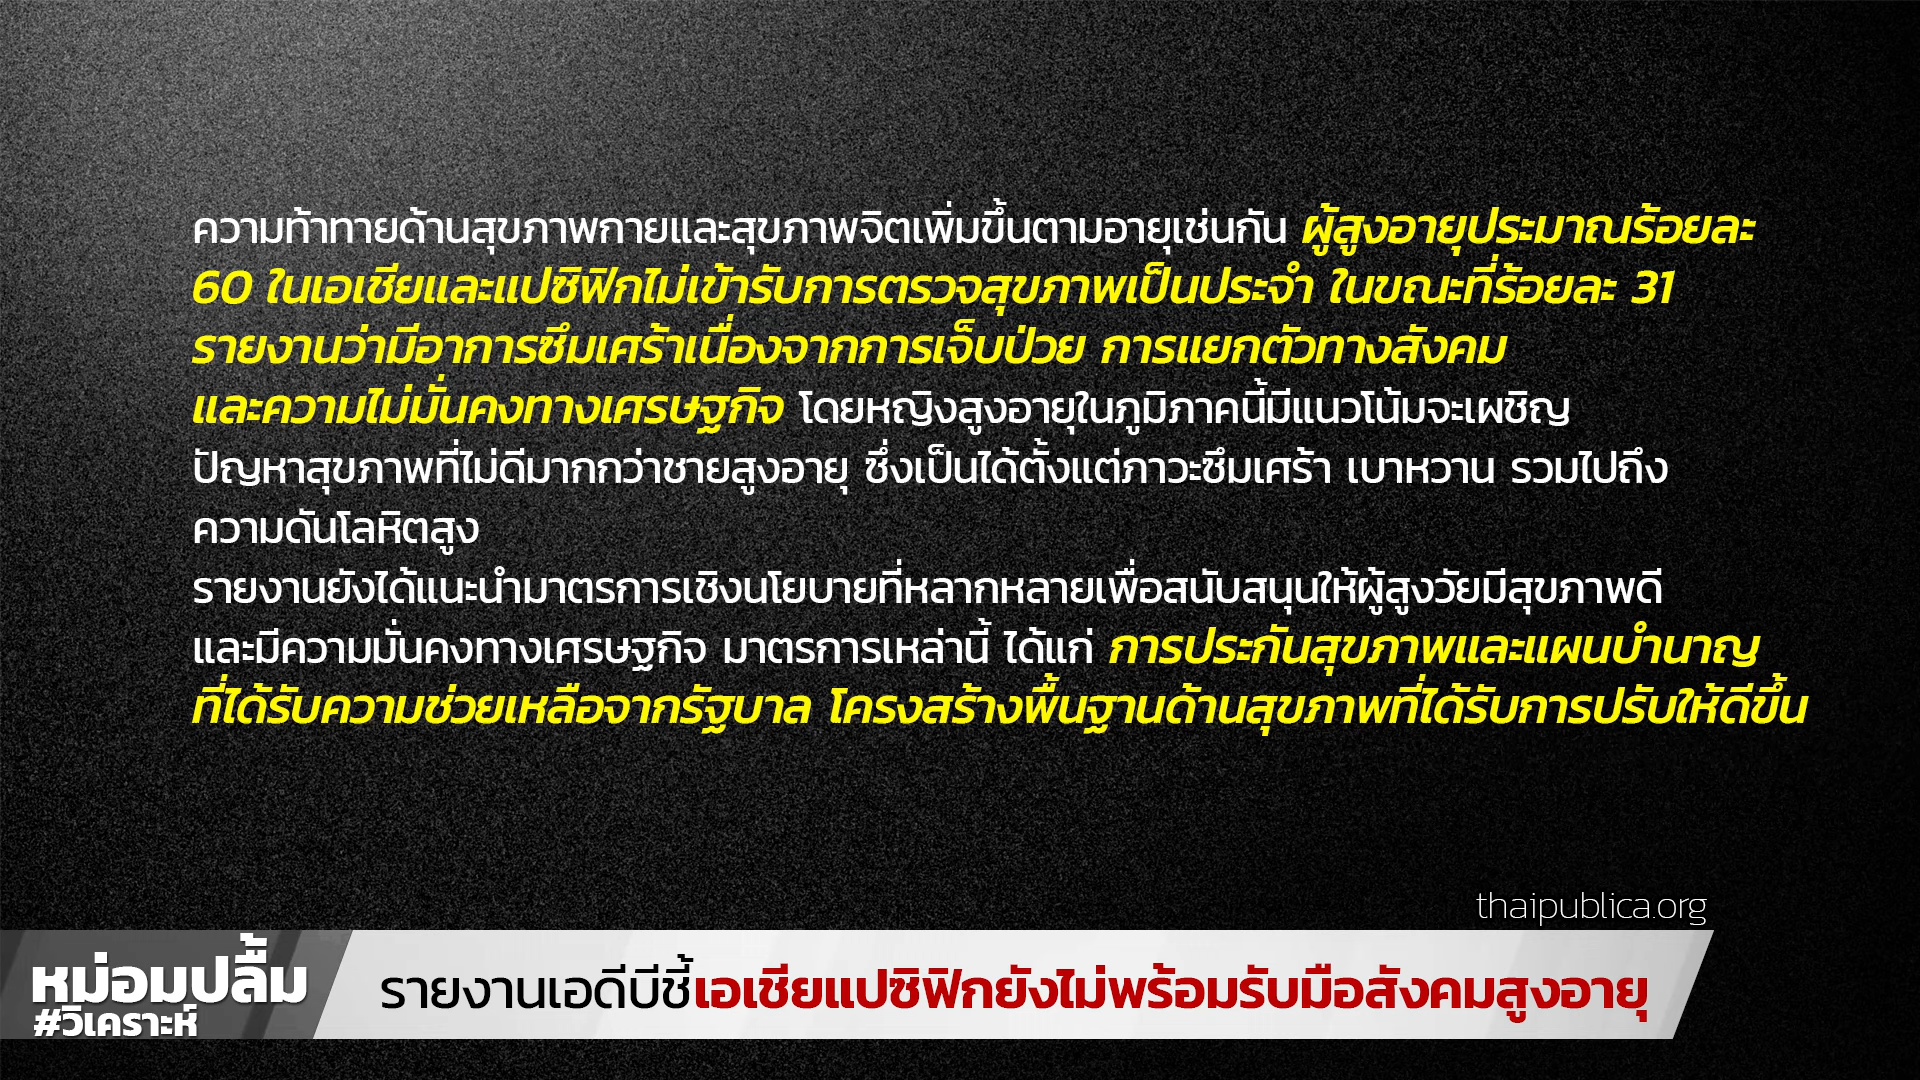 ความท้าทายด้านสุขภาพกายและสุขภาพจิตเพิ่มขึ้นตามอายุเช่นกัน ผู้สูงอายุประมาณร้อยละ
60 ในเอเชียและแปซิฟิกไม่เข้ารับการตรวจสุขภาพเป็นประจำ ในขณะที่ร้อยละ 31
รายงานว่ามีอาการซึมเศร้าเนื่องจากการเจ็บป่วย การแยกตัวทางสังคม
และความไม่มั่นคงทางเศรษฐกิจ โดยหญิงสูงอายุในภูมิภาคนี้มีแนวโน้มจะเผชิญ
ปัญหาสุขภาพที่ไม่ดีมากกว่าชายสูงอายุ ซึ่งเป็นได้ตั้งแต่ภาวะซึมเศร้า เบาหวาน รวมไปถึง
ความดันโลหิตสูง
รายงานยังได้แนะนำมาตรการเชิงนโยบายที่หลากหลายเพื่อสนับสนุนให้ผู้สูงวัยมีสุขภาพดี
และมีความมั่นคงทางเศรษฐกิจ มาตรการเหล่านี้ ได้แก่ การประกันสุขภาพและแผนบำนาญ
ที่ได้รับความช่วยเหลือจากรัฐบาล โครงสร้างพื้นฐานด้านสุขภาพที่ได้รับการปรับให้ดีขึ้น
thaipublica.org
หม่อมปลื้ม
#วิเคราะห์
รายงานเอดีบีชี้เอเชียแปซิฟิกยังไม่พร้อมรับมือสังคมสูงอายุ